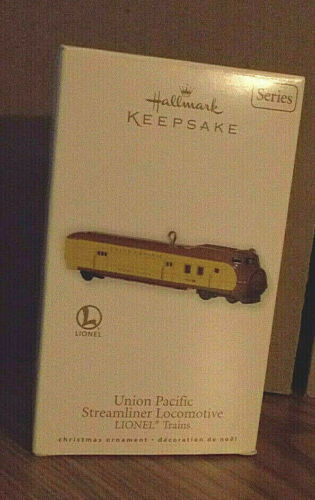 Hallmark
KEEPSAKE
Series
LIONEL
Union Pacific
Streamliner Locomotive
LIONEL® Trains
christmas ornament • décoration de noël